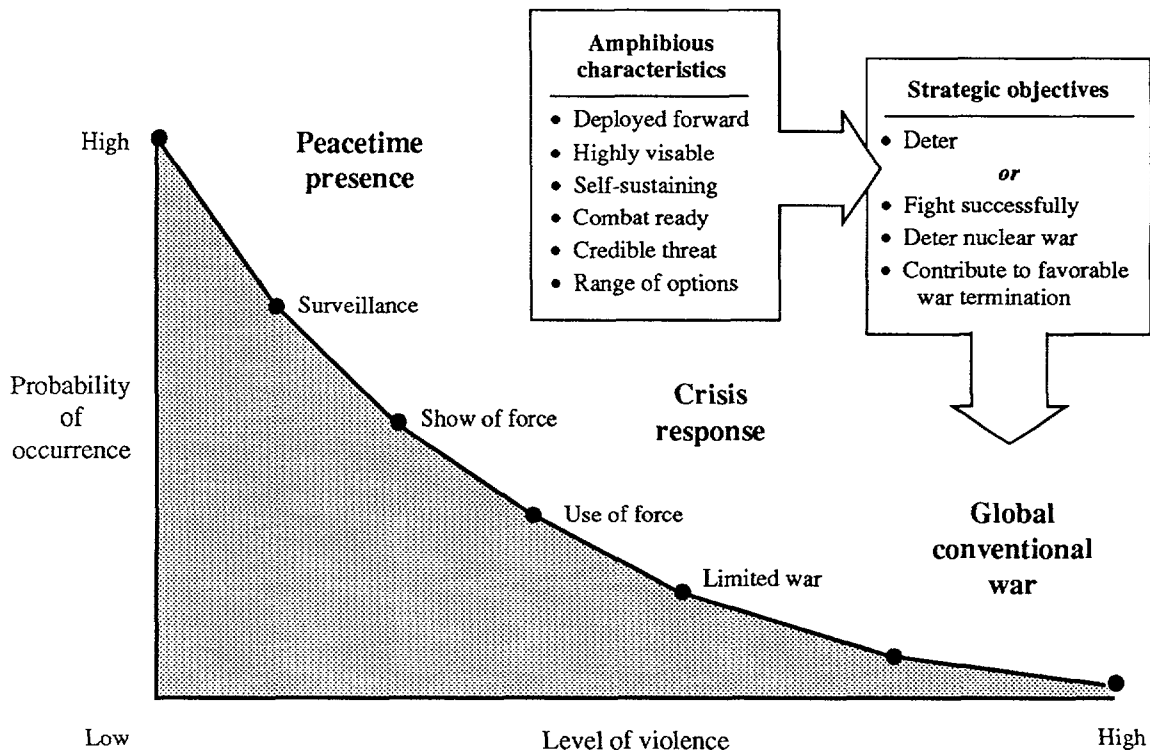 Amphibious
characteristics
• Deployed forward
• Highly visable
• Self-sustaining
• Combat ready
• Credible threat
• Range of options
Strategic objectives
• Deter
or
• Fight successfully
• Deter nuclear war
• Contribute to favorable
war termination
High
Peacetime
presence
Surveillance
Probability
of
occurrence
Show of force
Crisis
response
Use of force
Limited war
Global
conventional
war
Low
Level of violence
High